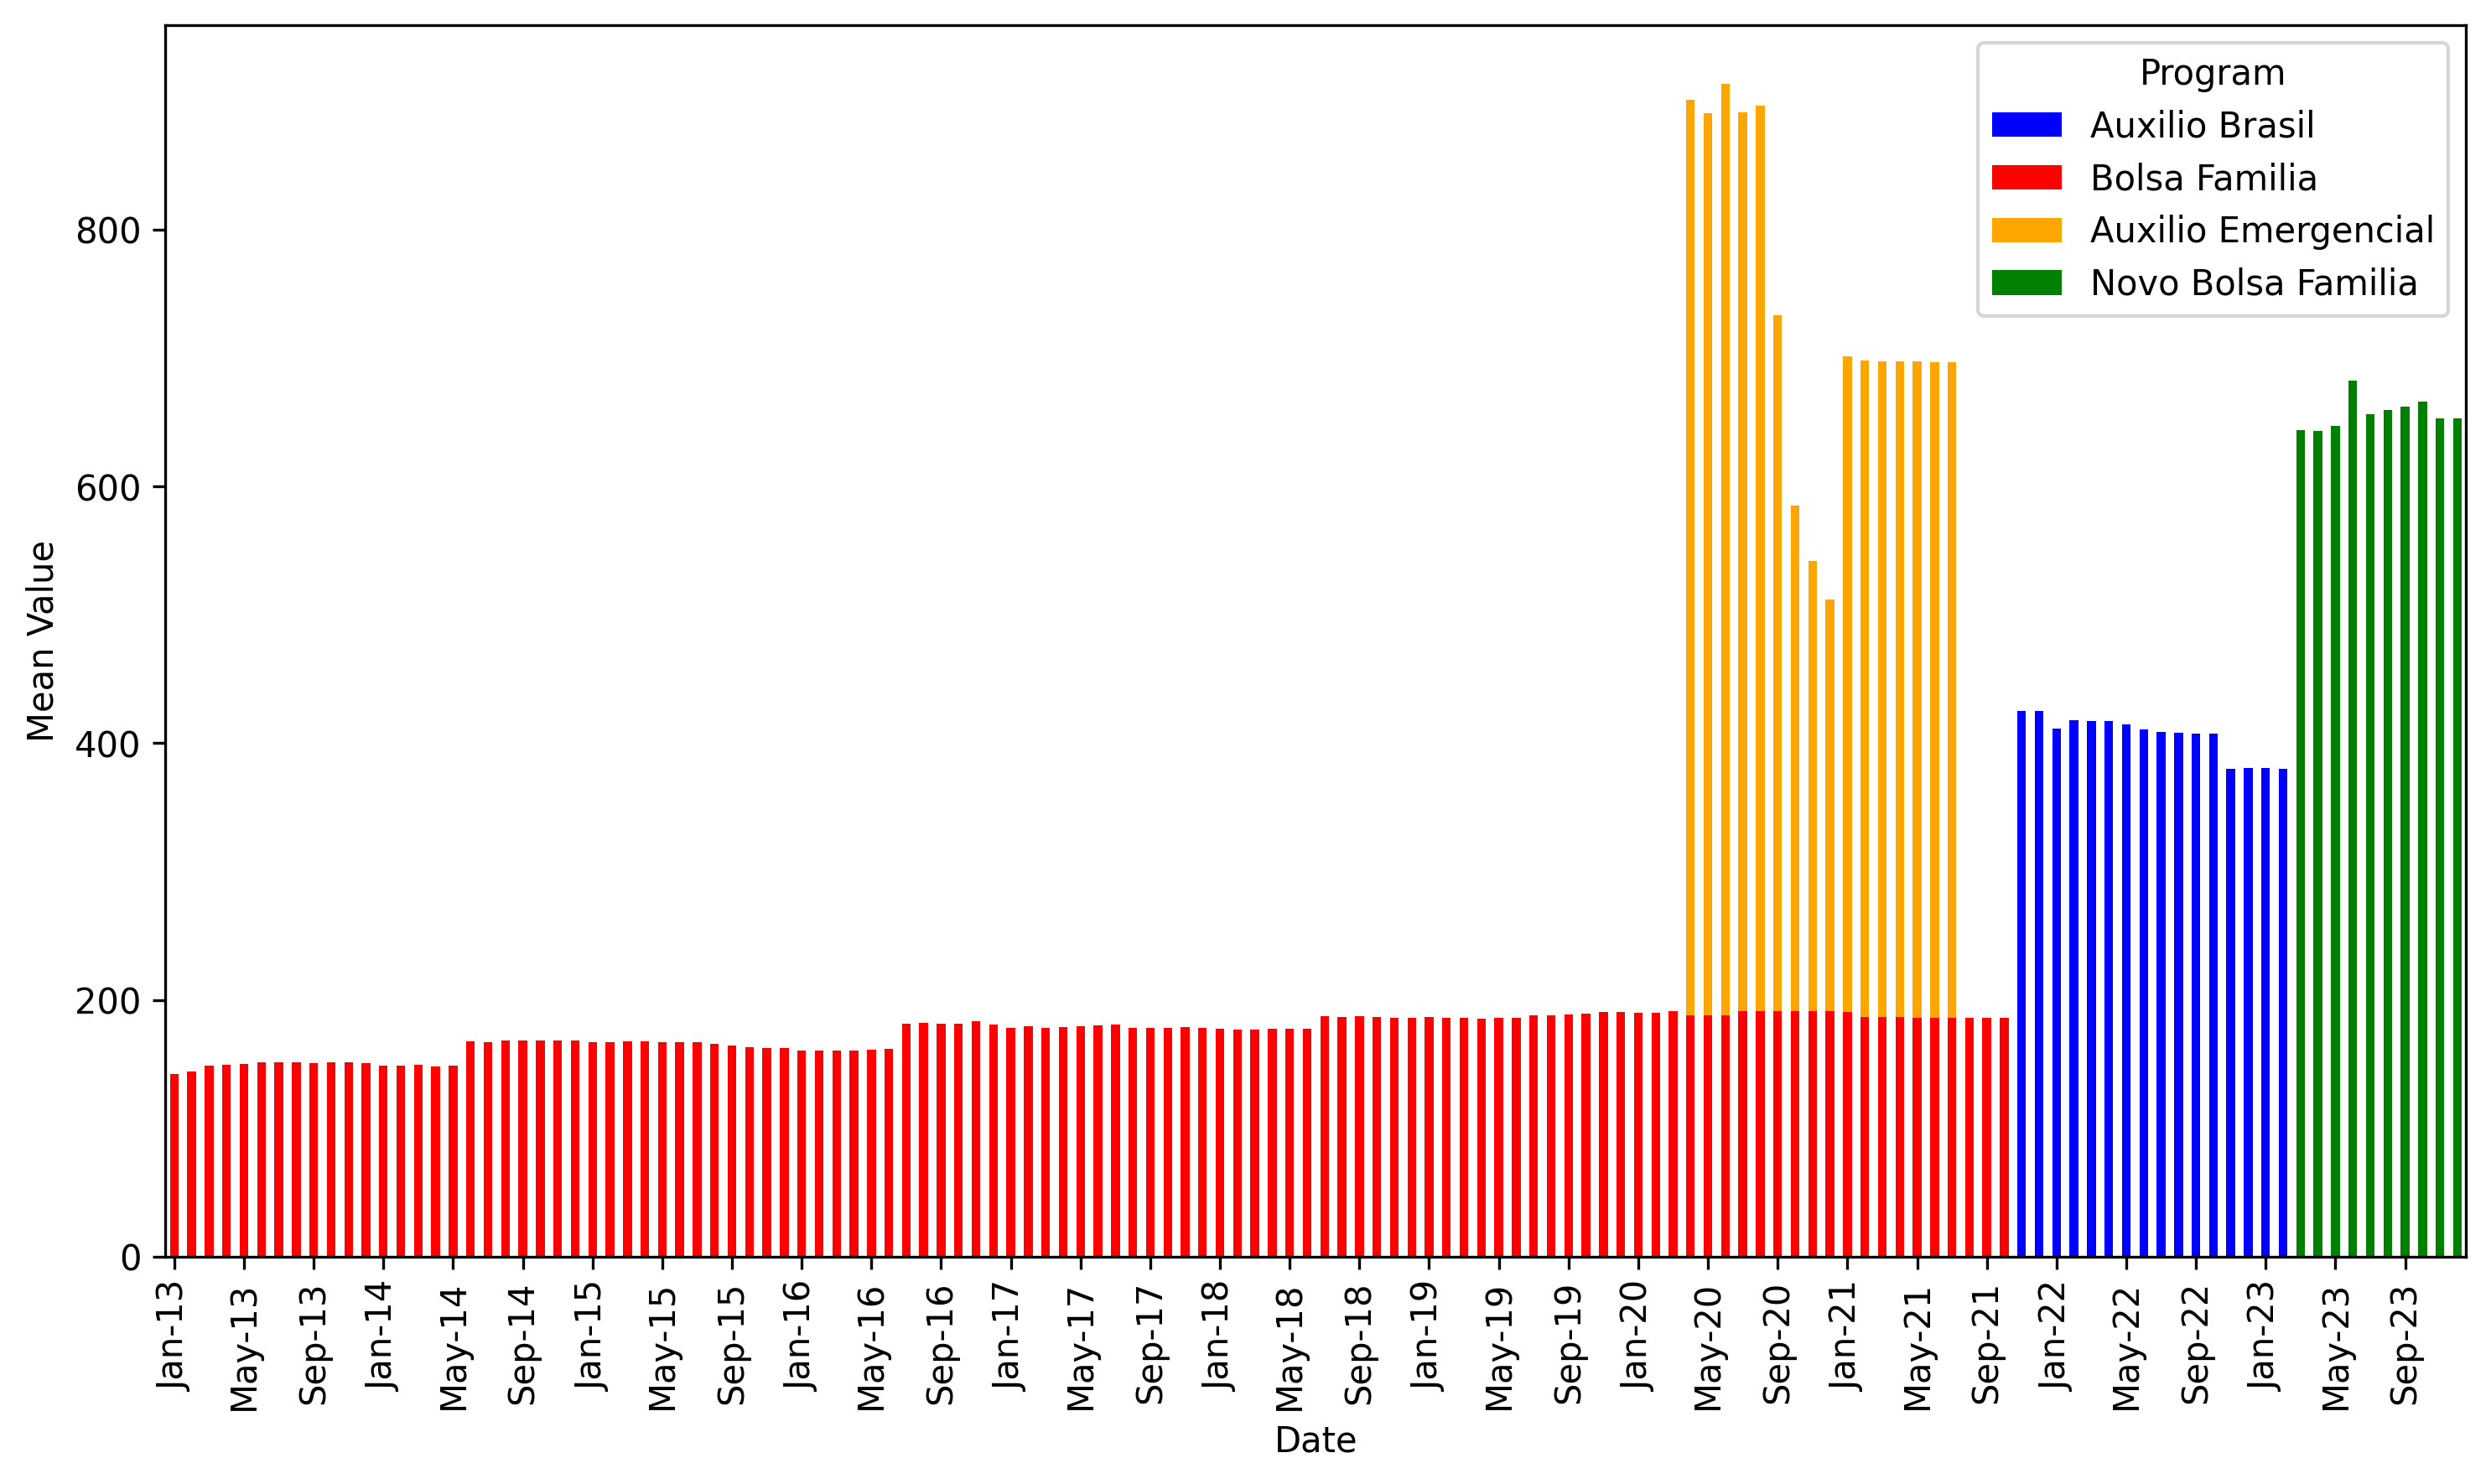 Program
Auxilio Brasil
Bolsa Familia
Auxilio Emergencial
Novo Bolsa Familia
800
600
400
200
0
Mean Value
Jan-13
May-13
Sep-13
Jan-14
May-14
Sep-14
Jan-15
May-15
Sep-15
Jan-16
May-16
Sep-16
Jan-17
May-17
Sep-17
Jan-18
May-18
Sep-18
Jan-19
May-19
Sep-19
Jan-20
May-20
Sep-20
Jan-21
May-21
Sep-21
Jan-22
May-22
Sep-22
Jan-23
May-23
Sep-23
Date